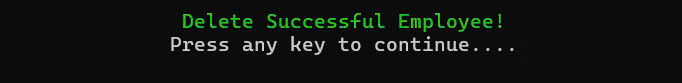 Delete Successful Employee!
Press any key to continue....